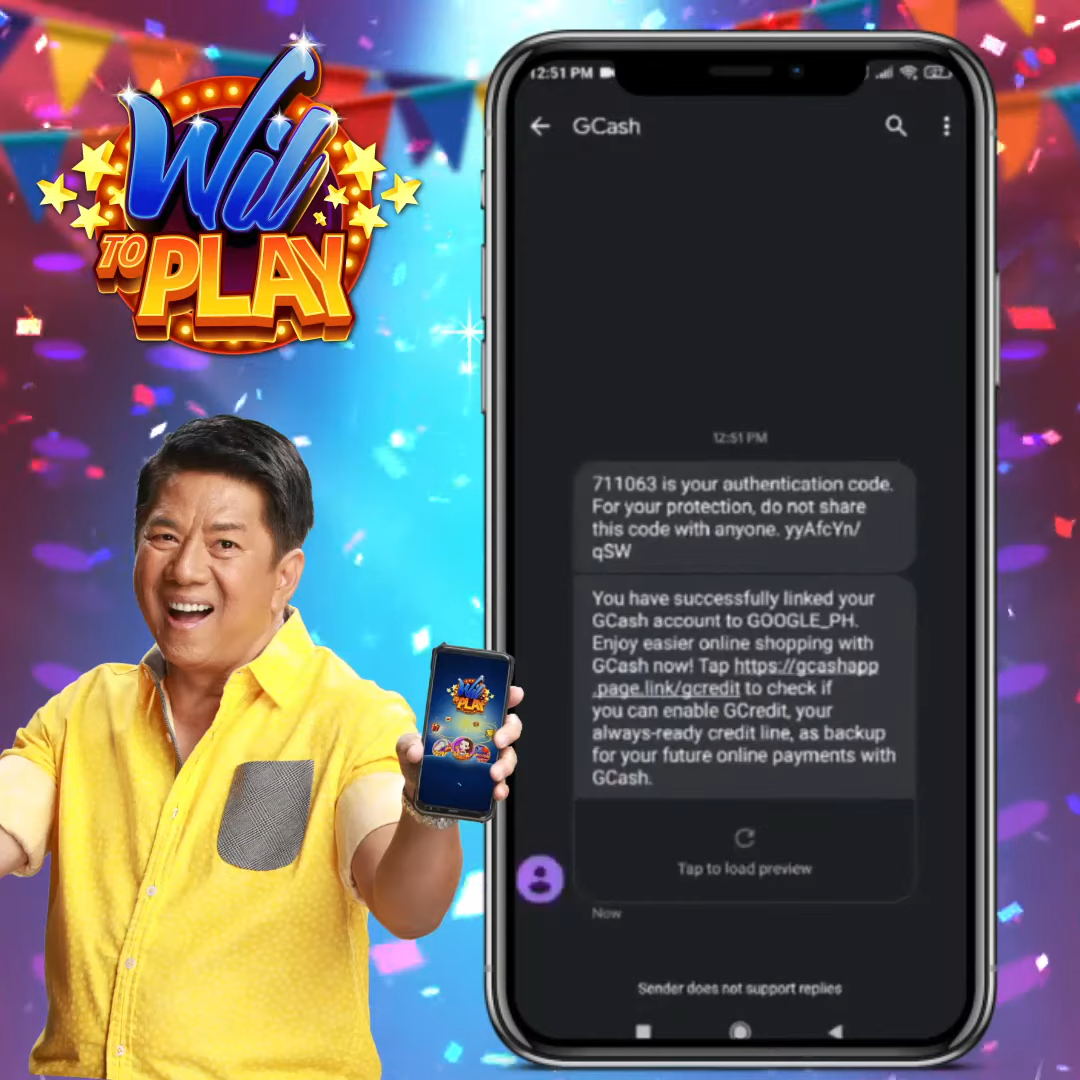 Wil
TO PLAY
12:51 PM
GCash
12:51 PM
711063 is your authentication code.
For your protection, do not share
this code with anyone. yyAfcYn/
qSW
You have successfully linked your
GCash account to GOOGLE_PH.
Enjoy easier online shopping with
GCash now! Tap https://gcashapp
.page.link/gcredit to check if
you can enable GCredit, your
always-ready credit line, as backup
for your future online payments with
GCash.
Tap to load preview
Now
Sender does not support replies
Wil
TO PLAY